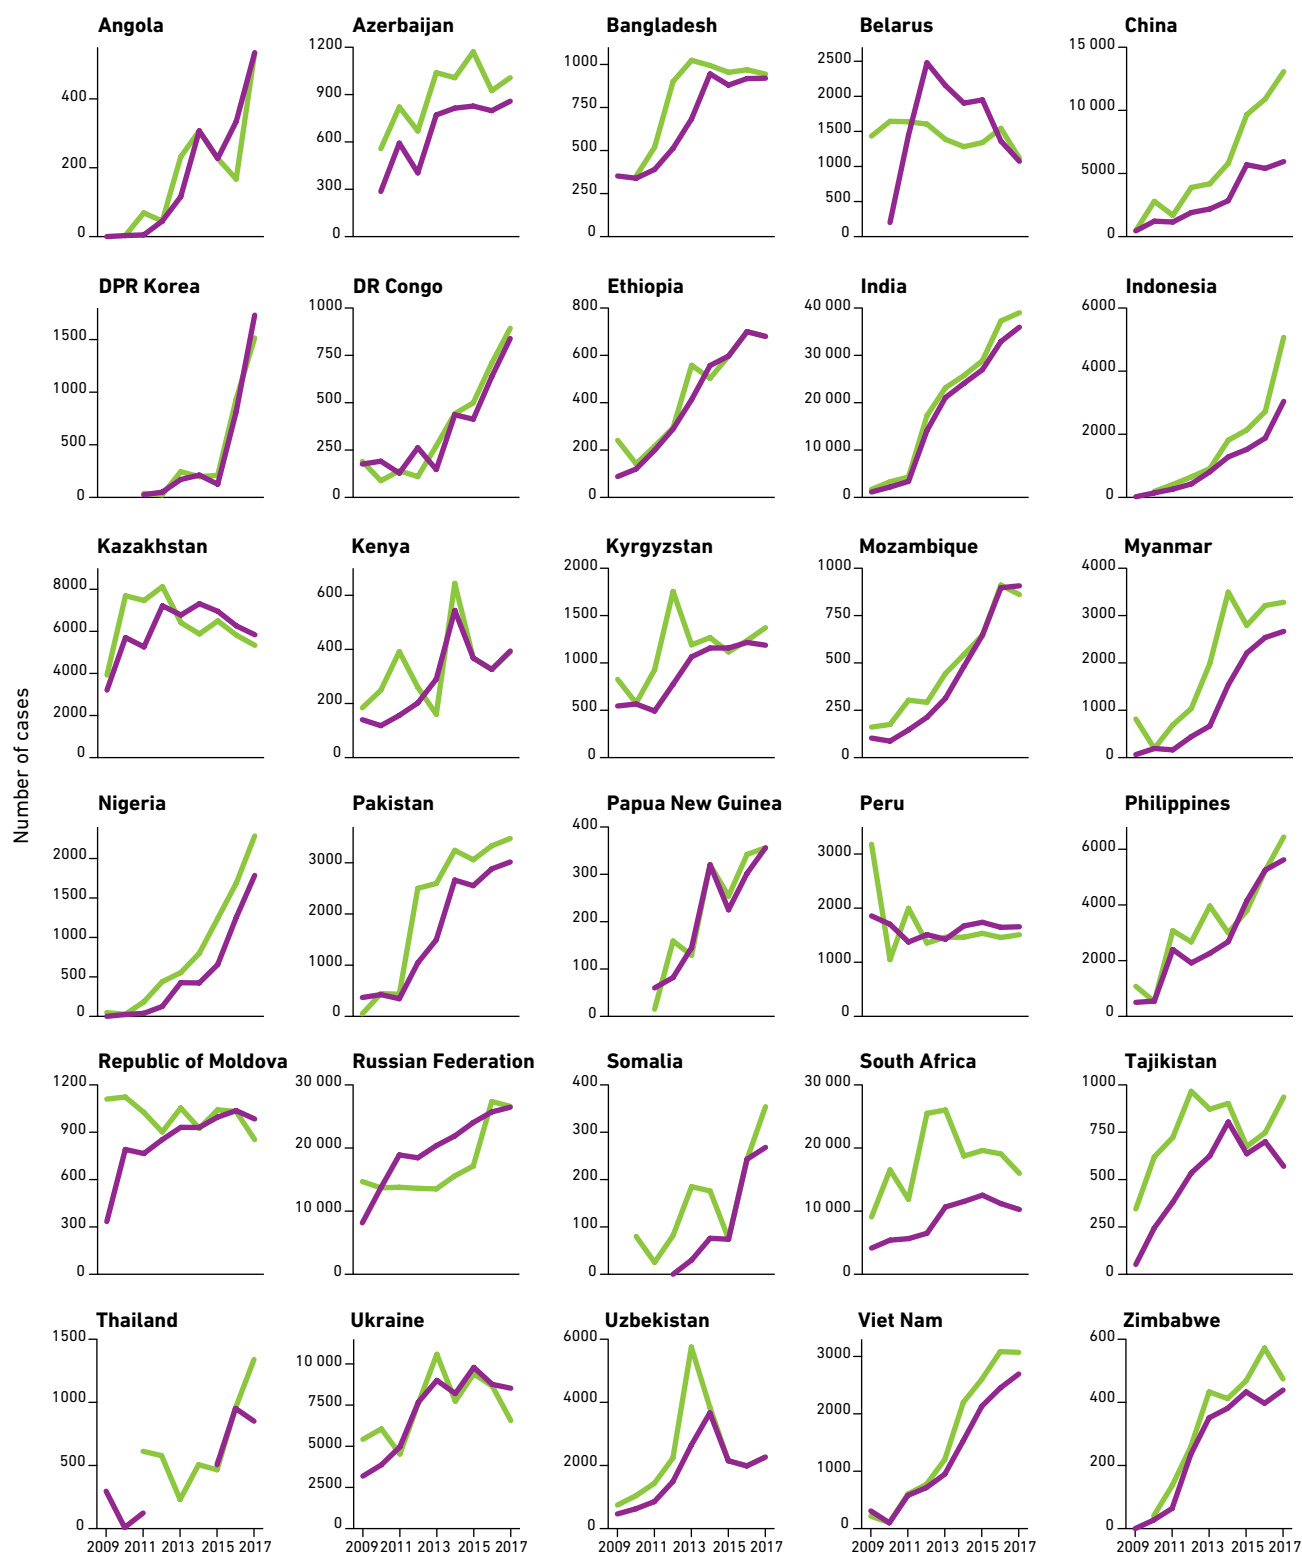 Angola Azerbaijan Bangladesh Belarus China
400 200 0
1200 900 600 300 0
1000 750 500 250 0
2500 2000 1500 1000 500 0
15 000 10 000 5000 0
DPR Korea DR Congo Ethiopia India Indonesia
1500 1000 500 0
1000 750 500 250 0
800 600 400 200 0
40 000 30 000 20 000 10 000 0
6000 4000 2000 0
Kazakhstan Kenya Kyrgyzstan Mozambique Myanmar
8000 6000 4000 2000 0
600 400 200 0
2000 1500 1000 500 0
1000 750 500 250 0
4000 3000 2000 1000 0
Number of cases
Nigeria Pakistan Papua New Guinea Peru Philippines
2000 1500 1000 500 0
3000 2000 1000 0
400 300 200 100 0
3000 2000 1000 0
6000 4000 2000 0
Republic of Moldova Russian Federation Somalia South Africa Tajikistan
1200 900 600 300 0
30 000 20 000 10 000 0
400 300 200 100 0
30 000 20 000 10 000 0
1000 750 500 250 0
Thailand Ukraine Uzbekistan Viet Nam Zimbabwe
1500 1000 500 0
10 000 7500 5000 2500 0
6000 4000 2000 0
3000 2000 1000 0
600 400 200 0
2009 2011 2013 2015 2017 2009 2011 2013 2015 2017 2009 2011 2013 2015 2017 2009 2011 2013 2015 2017 2009 2011 2013 2015 2017